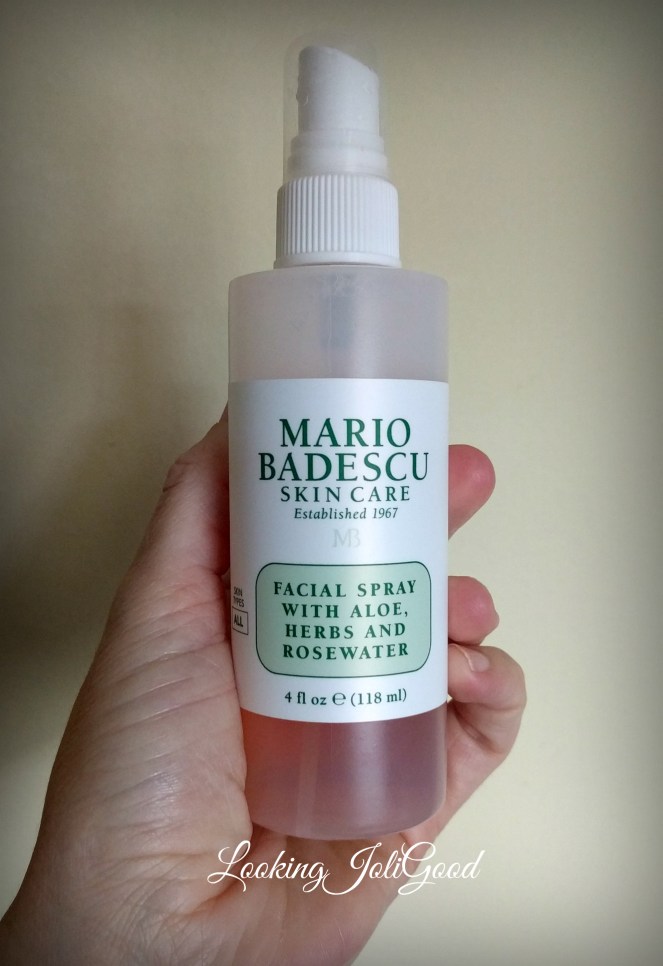 MARIO
BADESCU
SKIN CARE
Established 1967
MB
FACIAL SPRAY
WITH ALOE,
HERBS AND
ROSEWATER
SKIN
TYPES
ALL
4 fl oz ℮ (118 ml)
Looking JoliGood